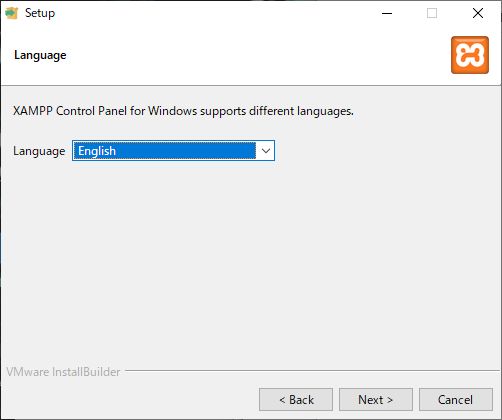 Setup
Language
XAMPP Control Panel for Windows supports different languages.
Language English
VMware InstallBuilder
< Back Next > Cancel